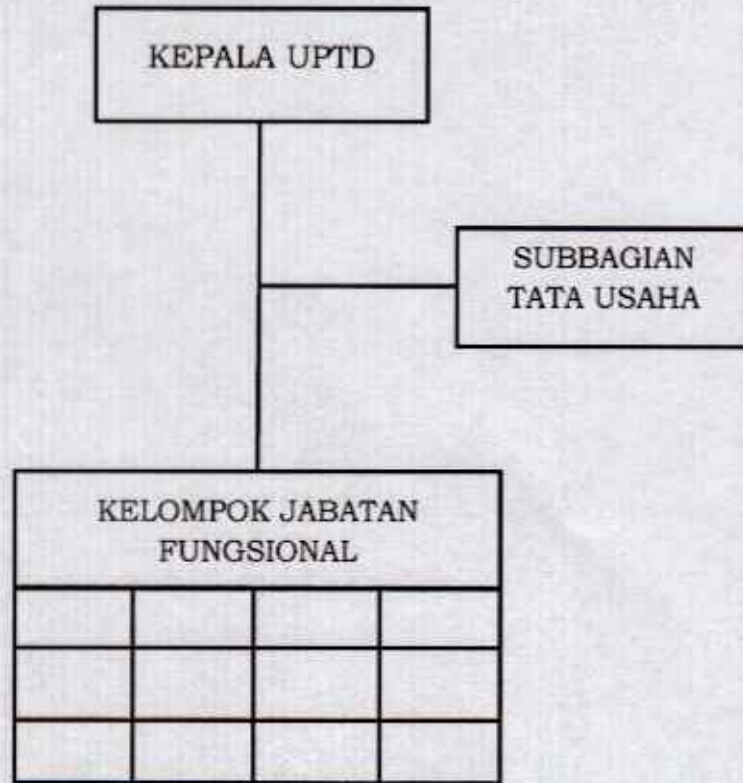 KEPALA UPTD
SUBBAGIAN
TATA USAHA
KELOMPOK JABATAN
FUNGSIONAL